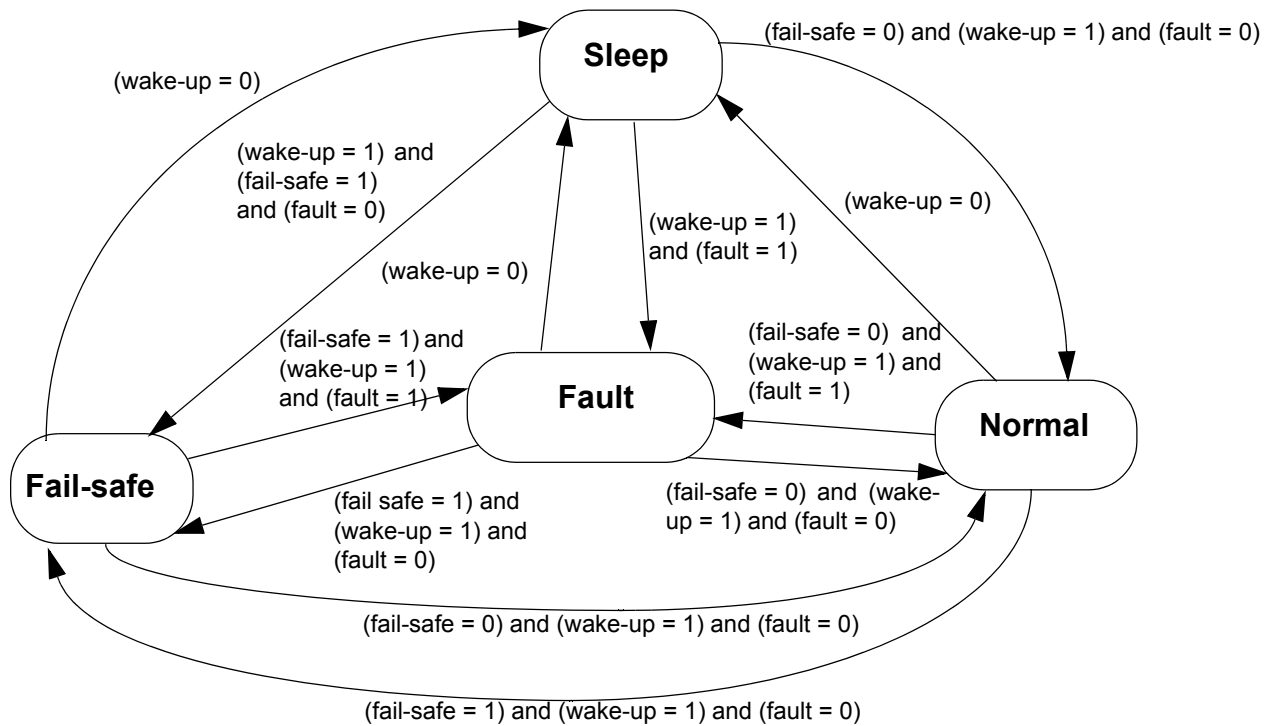 Sleep
(fail-safe = 0) and (wake-up = 1) and (fault = 0)
(wake-up = 0)
(wake-up = 1) and
(fail-safe = 1)
and (fault = 0)
(wake-up = 0)
(wake-up = 1)
and (fault = 1)
(wake-up = 0)
(fail-safe = 1) and
(wake-up = 1)
and (fault = 1)
(fail-safe = 0) and
(wake-up = 1) and
(fault = 1)
Fault
Normal
Fail-safe
(fail safe = 1) and
(wake-up = 1) and
(fault = 0)
(fail-safe = 0) and (wake-
up = 1) and (fault = 0)
(fail-safe = 0) and (wake-up = 1) and (fault = 0)
(fail-safe = 1) and (wake-up = 1) and (fault = 0)